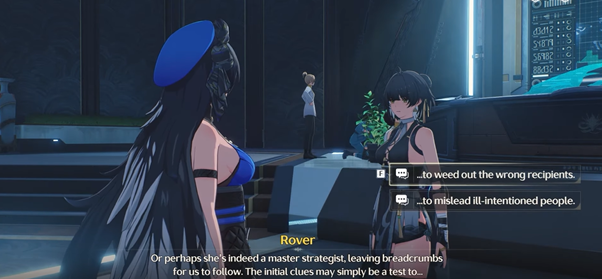 F
...to weed out the wrong recipients.
...to mislead ill-intentioned people.
Rover
Or perhaps she's indeed a master strategist, leaving breadcrumbs
for us to follow. The initial clues may simply be a test to...